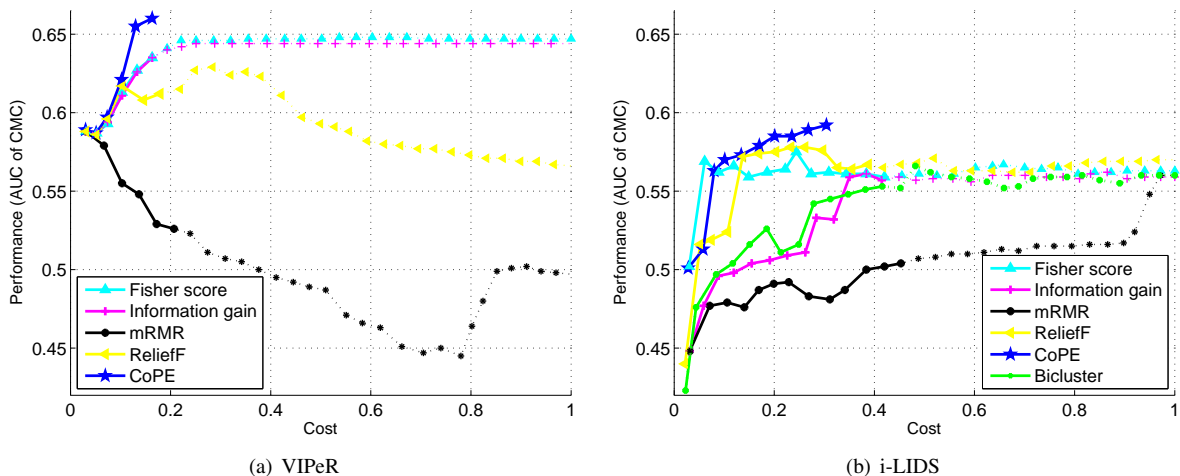 0.65
0.6
0.55
0.5
0.45
Performance (AUC of CMC)
Fisher score
Information gain
mRMR
ReliefF
CoPE
0 0.2 0.4 0.6 0.8 1
Cost
(a) VIPeR
0.65
0.6
0.55
0.5
0.45
Performance (AUC of CMC)
Fisher score
Information gain
mRMR
ReliefF
CoPE
Bicluster
0 0.2 0.4 0.6 0.8 1
Cost
(b) i-LIDS